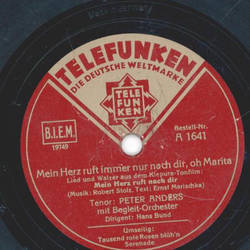 TELEFUNKEN
DIE DEUTSCHE WELTMARKE
TELE
FUN
KEN
B.I.E.M.
19149
Bestell-Nr.
A 1641
Mein Herz ruft immer nur nach dir, oh Marita
Lied und Walzer aus dem Kiepura-Tonfilm:
Mein Herz ruft nach dir
(Musik: Robert Stolz, Text: Ernst Marischka)
Tenor: PETER ANDERS
mit Begleit-Orchester
Dirigent: Hans Bund
Umseitig:
Tausend rote Rosen blüh'n
Serenade